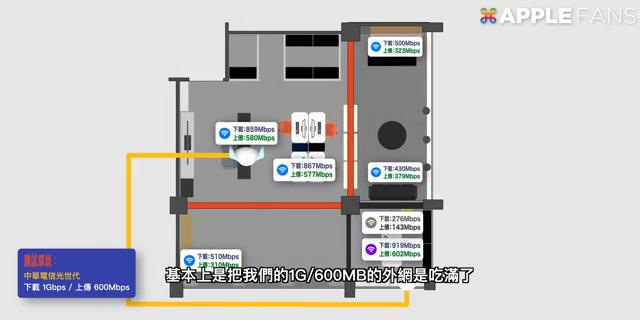 APPLEFANS
下載:500Mbps
上傳:323Mbps
下載:859Mbps
上傳:580Mbps
下載:867Mbps
上傳:577Mbps
下載:430Mbps
上傳:379Mbps
下載:276Mbps
上傳:143Mbps
下載:919Mbps
上傳:602Mbps
下載:510Mbps
上傳:310Mbps
測試環境：
中華電信光世代
下載 1Gbps / 上傳 600Mbps
基本上是把我們的1G/600MB的外網是吃滿了